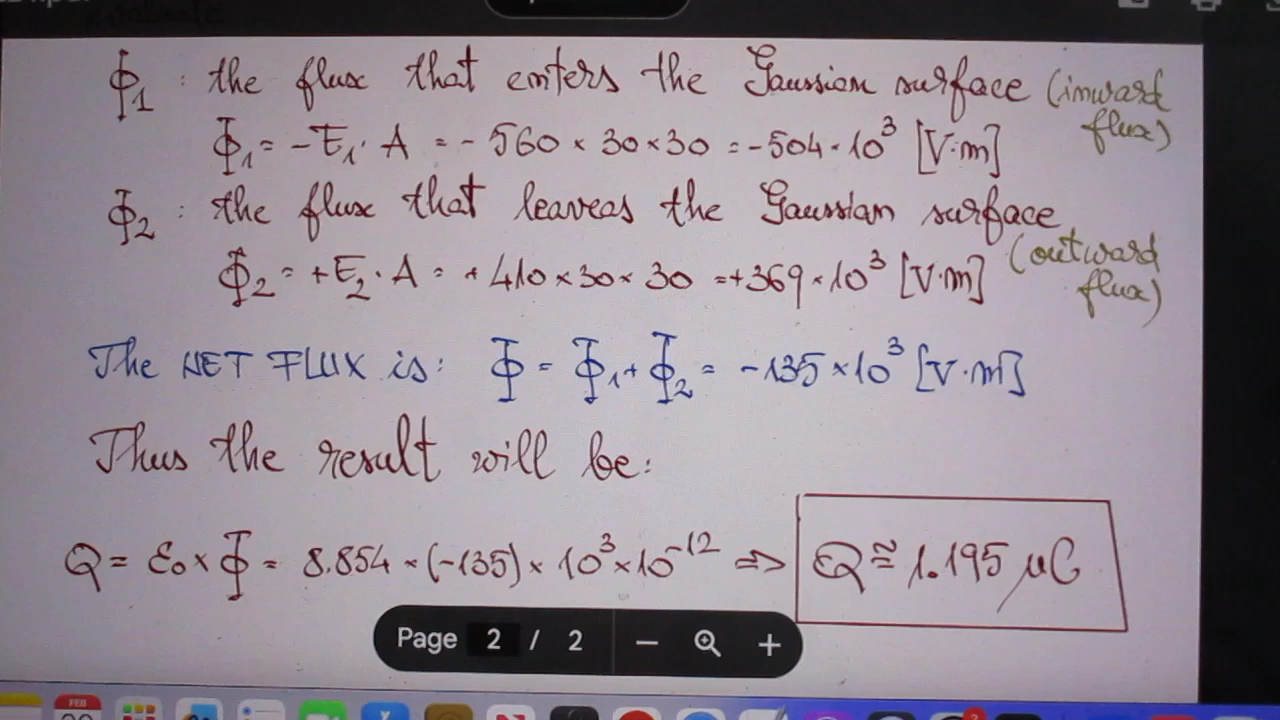 Φ₁ : the flux that enters the Gaussian surface (inward flux)
Φ₁ = -E₁ · A = - 560 × 30 × 30 = -504 · 10³ [V·m]
Φ₂ : the flux that leaveas the Gaussian surface (outward flux)
Φ₂ = +E₂ · A = + 410 × 30 × 30 = +369 × 10³ [V·m]
The NET FLUX is: Φ = Φ₁ + Φ₂ = -135 × 10³ [V·m]
Thus the result will be:
Q = ε₀ × Φ = 8.854 × (-135) × 10³ × 10⁻¹² ⇒ Q ≅ 1.195 μC
Page 2 / 2 − +
FEB